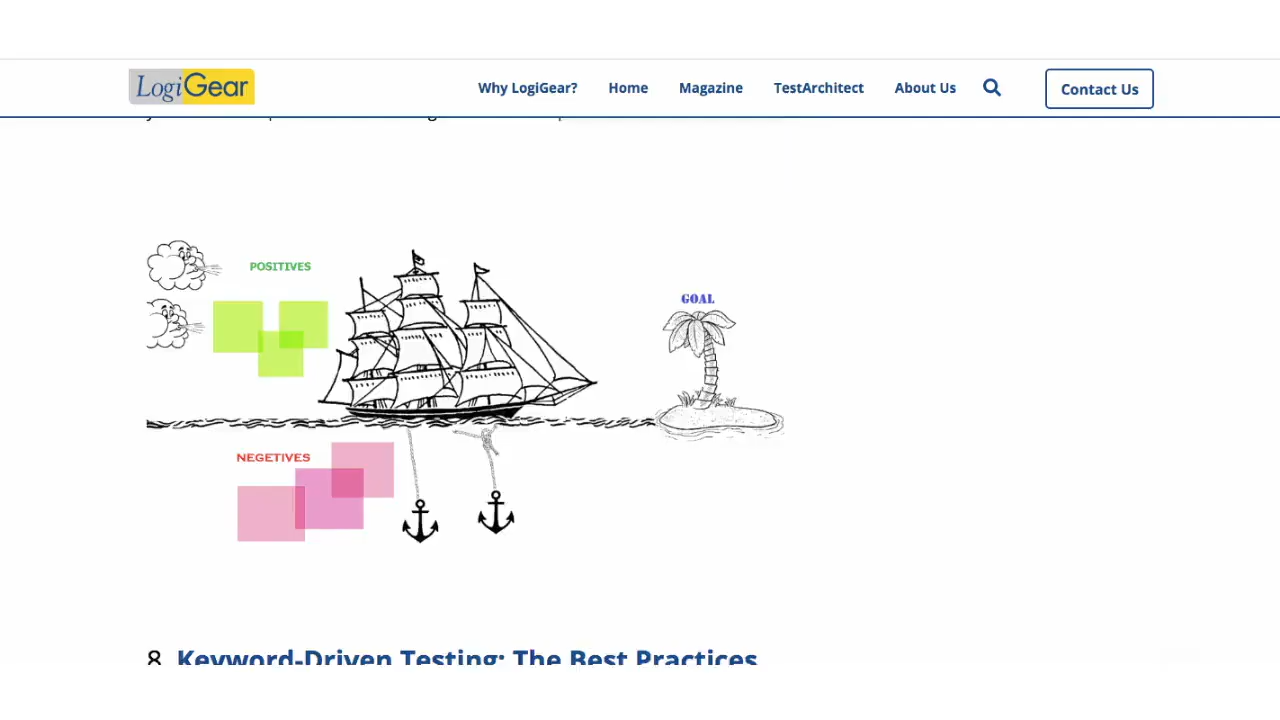 LogiGear
Why LogiGear? Home Magazine TestArchitect About Us Contact Us
POSITIVES
GOAL
NEGETIVES
8 Keyword-Driven Testing: The Best Practices